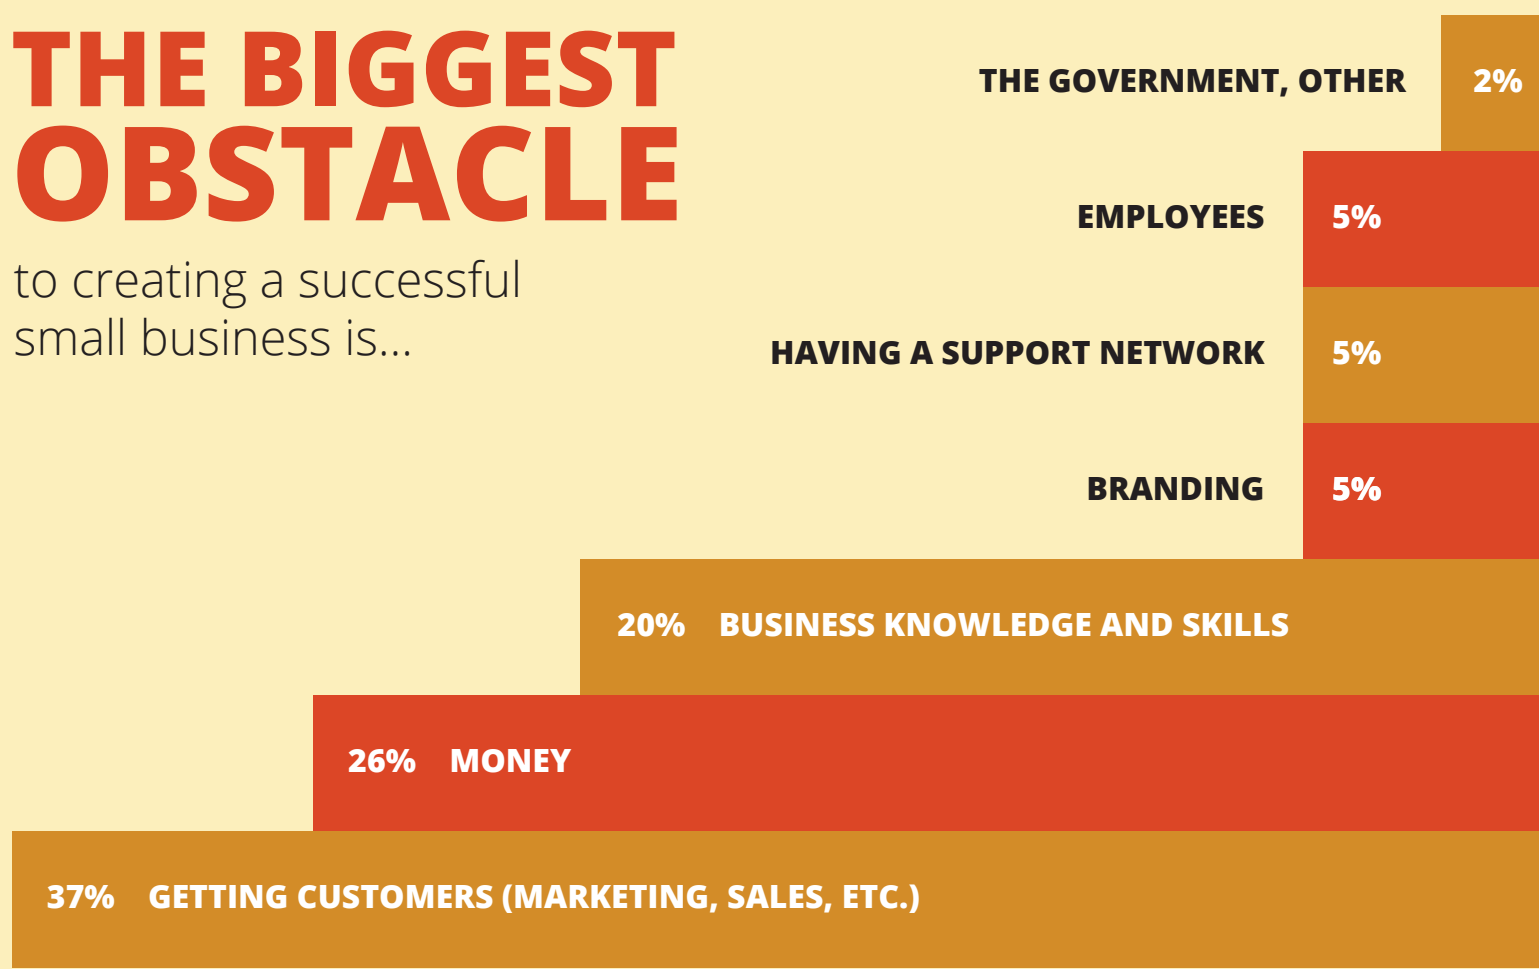 THE BIGGEST
OBSTACLE
to creating a successful
small business is...
THE GOVERNMENT, OTHER 2%
EMPLOYEES 5%
HAVING A SUPPORT NETWORK 5%
BRANDING 5%
20% BUSINESS KNOWLEDGE AND SKILLS
26% MONEY
37% GETTING CUSTOMERS (MARKETING, SALES, ETC.)